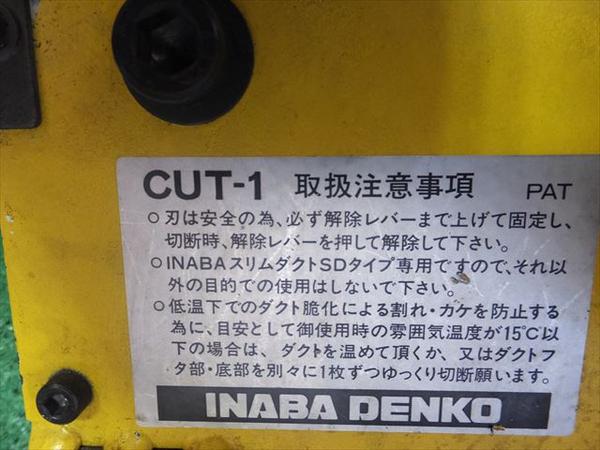 CUT-1 取扱注意事項 PAT
○刃は安全の為、必ず解除レバーまで上げて固定し、
切断時、解除レバーを押して解除して下さい。
○INABAスリムダクトSDタイプ専用ですので、それ以
外の目的での使用はしないで下さい。
○低温下でのダクト脆化による割れ・カケを防止する
為に、目安として御使用時の雰囲気温度が15℃以
下の場合は、ダクトを温めて頂くか、又はダクトフ
タ部・底部を別々に1枚ずつゆっくり切断願います。
INABA DENKO